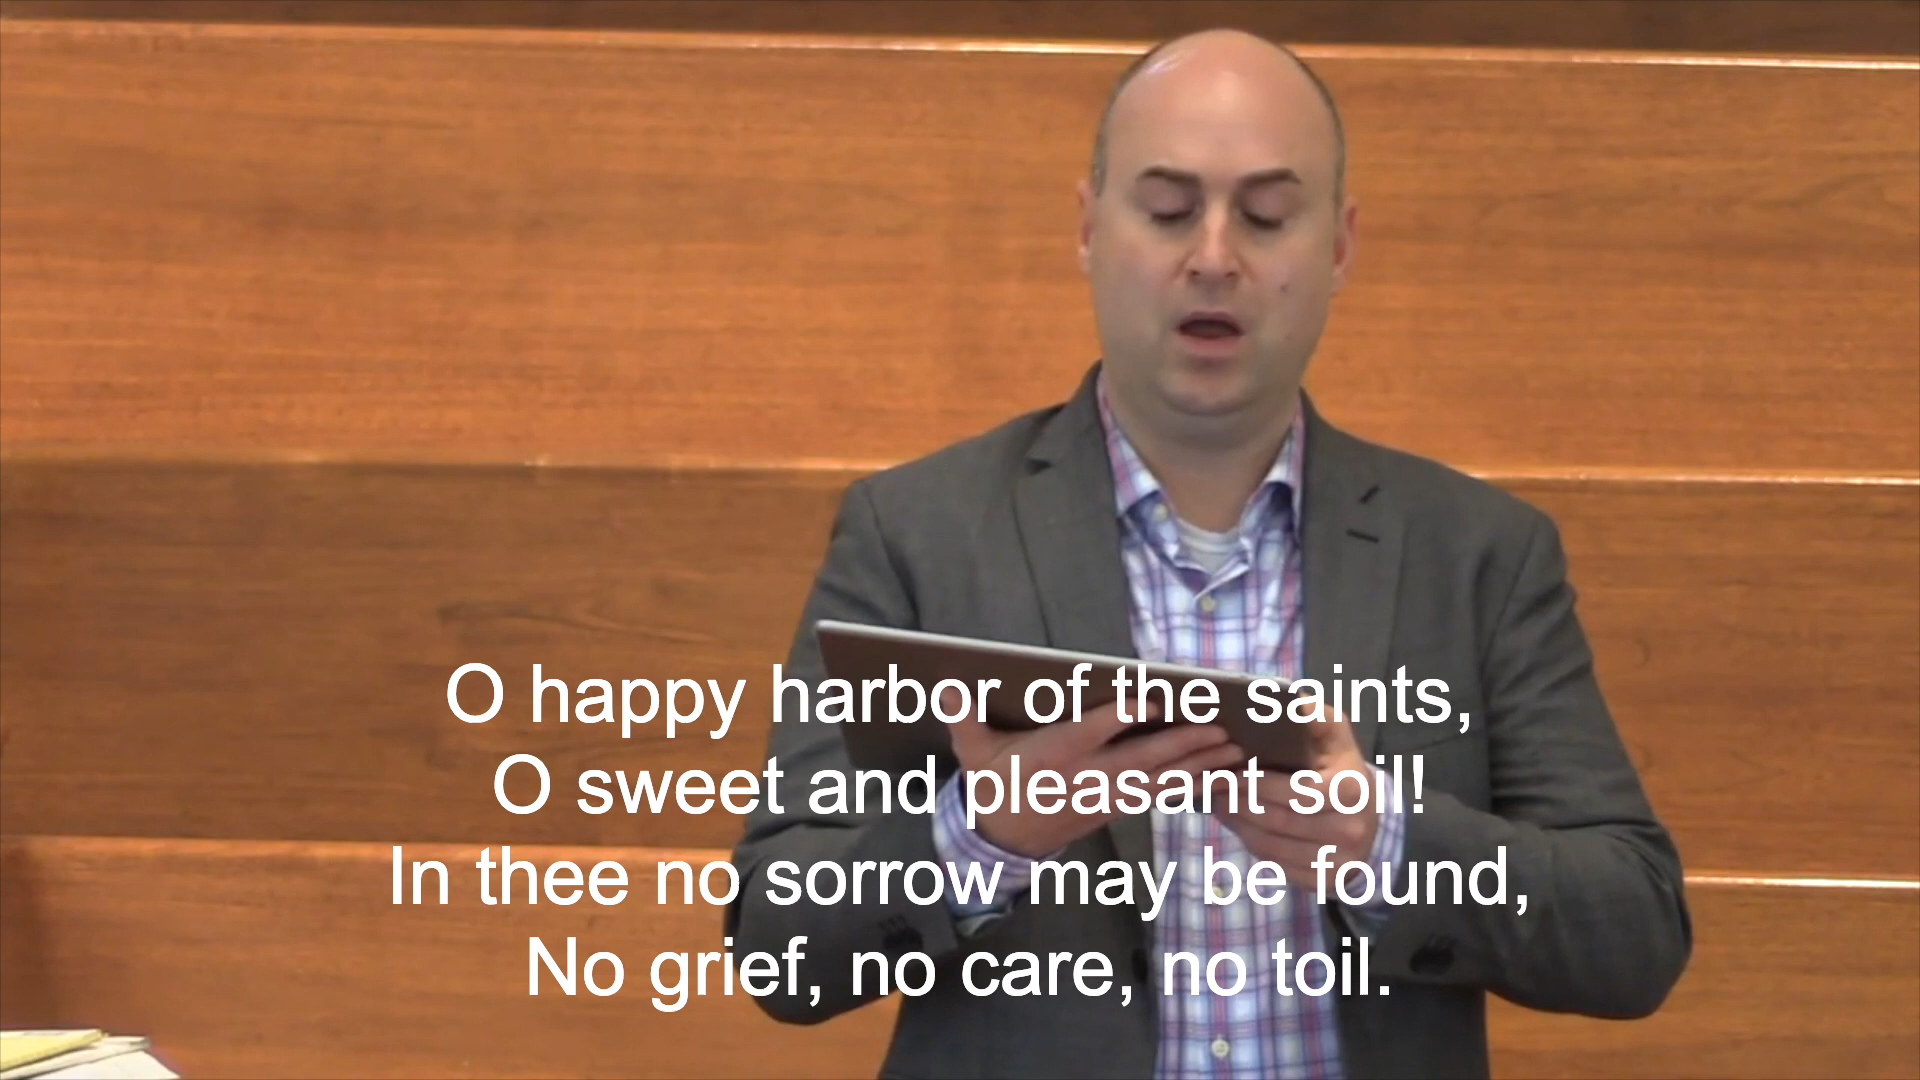 O happy harbor of the saints,
O sweet and pleasant soil!
In thee no sorrow may be found,
No grief, no care, no toil.